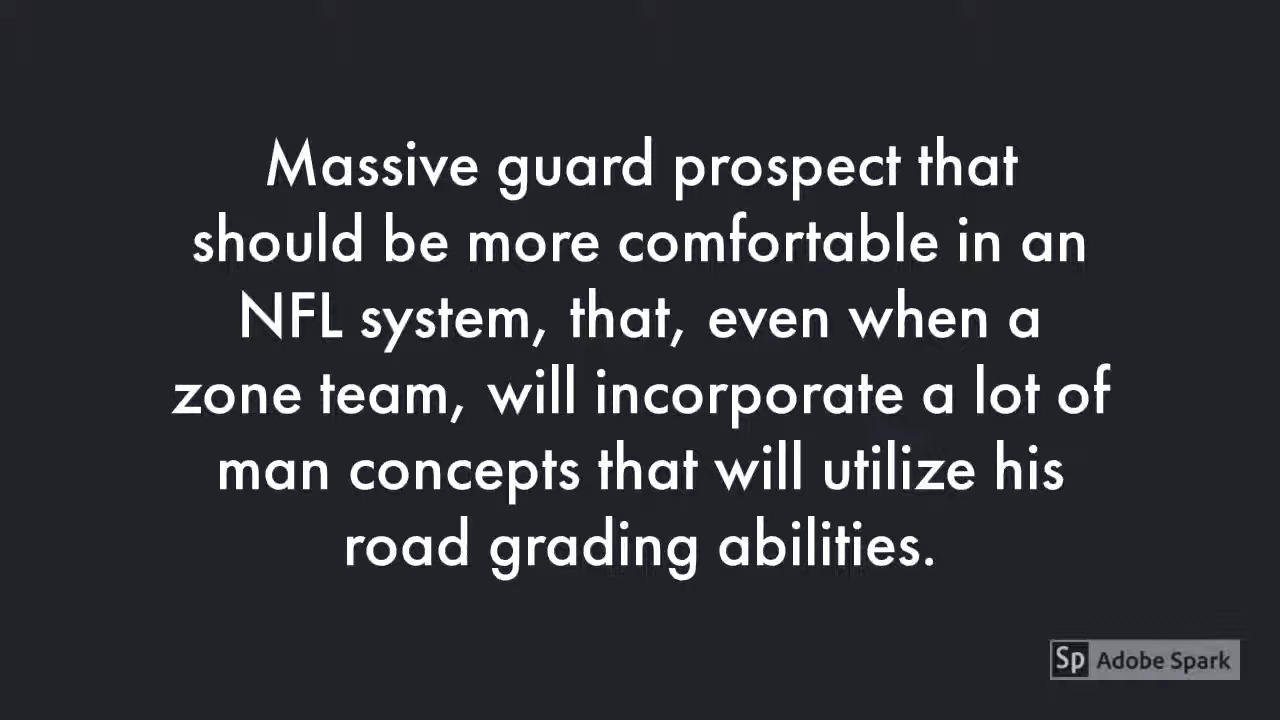 Massive guard prospect that
should be more comfortable in an
NFL system, that, even when a
zone team, will incorporate a lot of
man concepts that will utilize his
road grading abilities.
Sp Adobe Spark